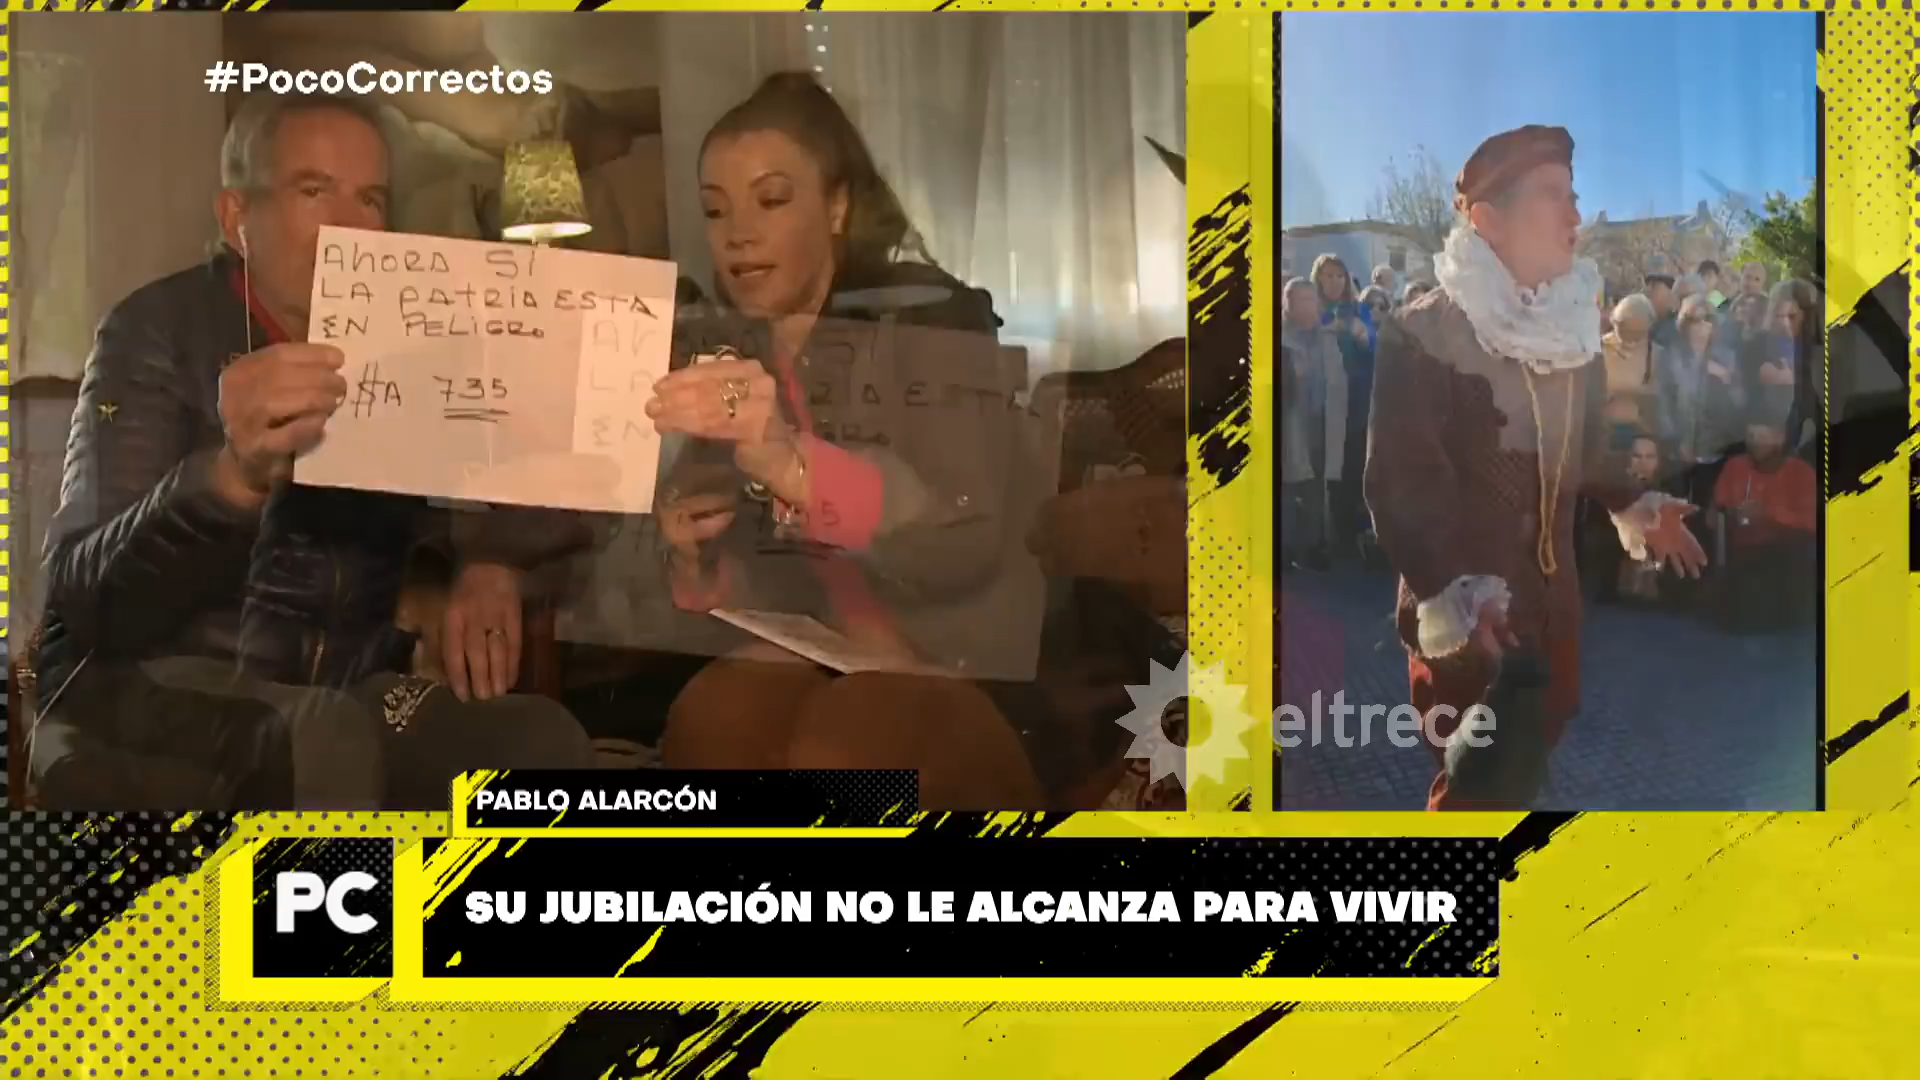 #PocoCorrectos
AHORA SI
LA PATRIA ESTA
EN PELIGRO
$A 735
eltrece
PABLO ALARCÓN
PC
SU JUBILACIÓN NO LE ALCANZA PARA VIVIR